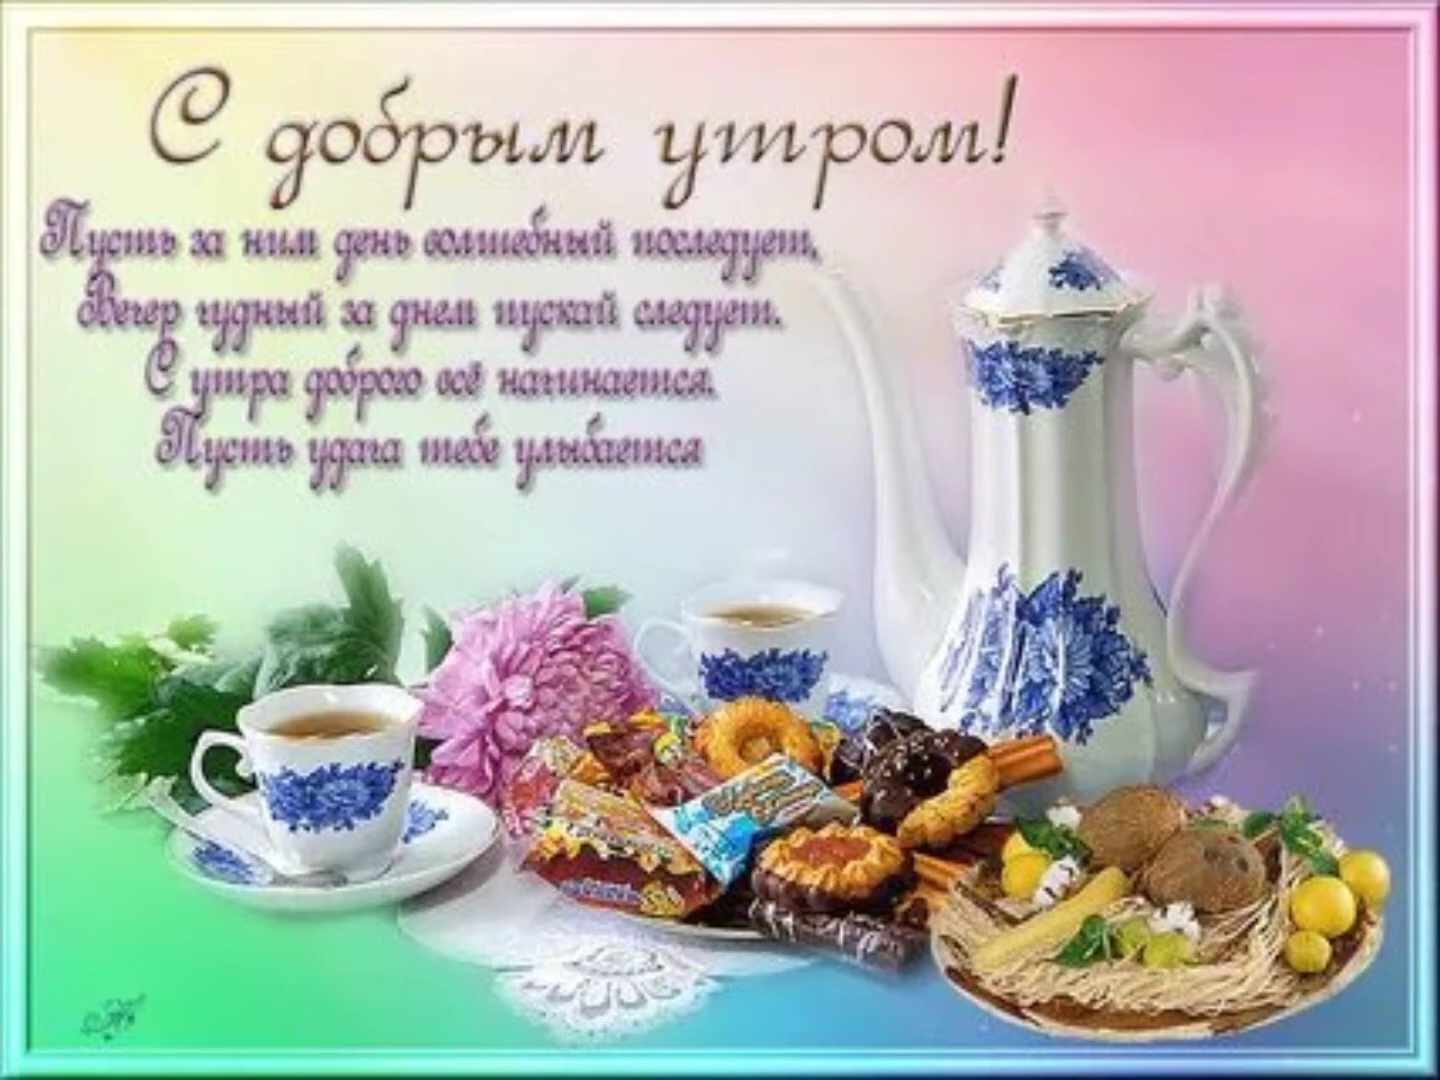 С добрым утром!
Пусть за ним день волшебный последует,
Вечер чудный за днем пускай следует.
С утра доброго всё начинается.
Пусть удача тебе улыбается